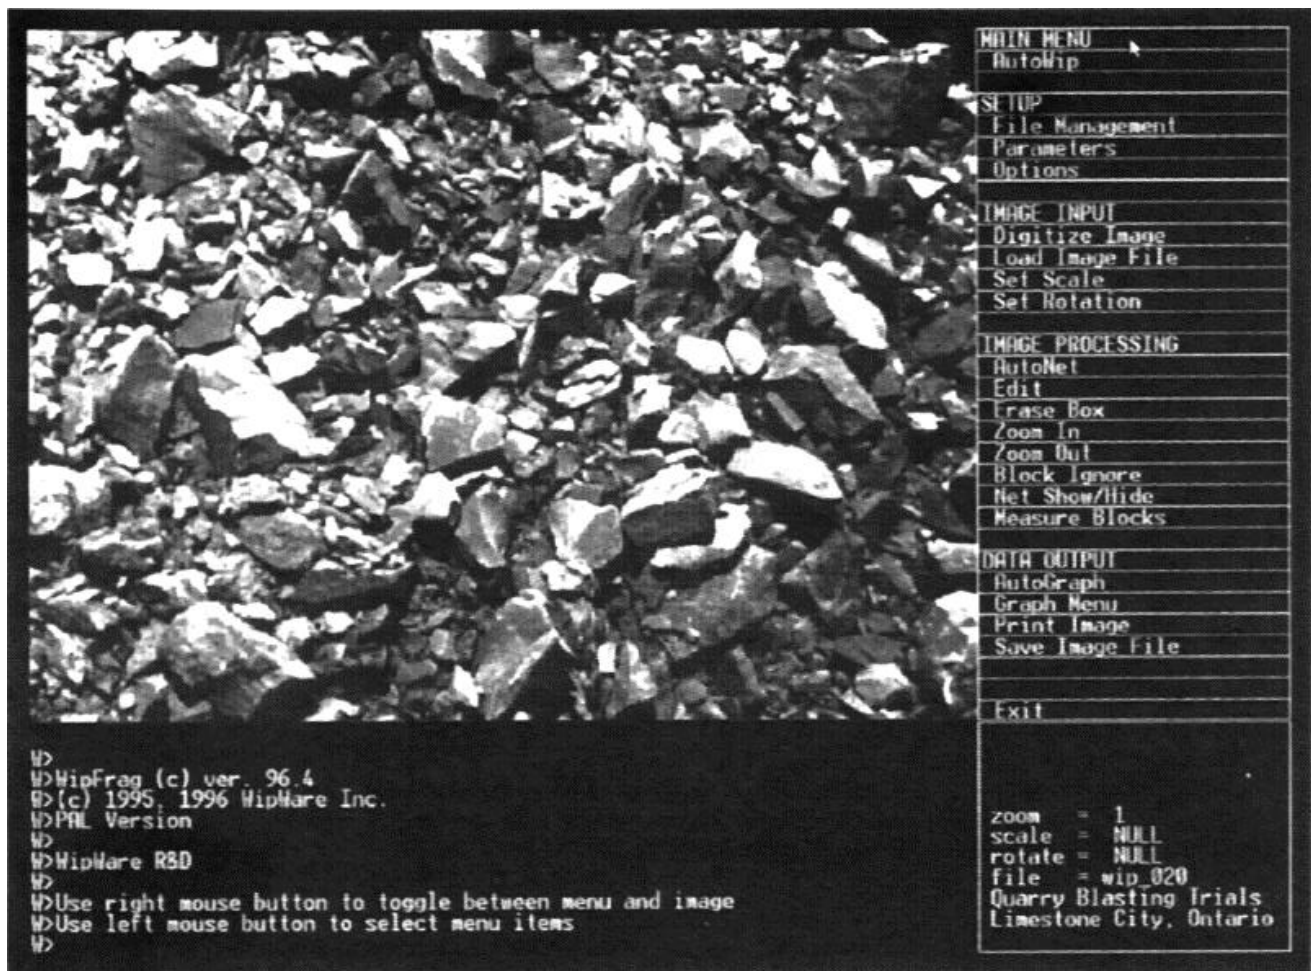 MAIN MENU
AutoWip
SETUP
File Management
Parameters
Options
IMAGE INPUT
Digitize Image
Load Image File
Set Scale
Set Rotation
IMAGE PROCESSING
AutoNet
Edit
Erase Box
Zoom In
Zoom Out
Block Ignore
Net Show/Hide
Measure Blocks
DATA OUTPUT
AutoGraph
Graph Menu
Print Image
Save Image File
Exit
W>
W>WipFrag (c) ver. 96.4
W>(c) 1995, 1996 WipWare Inc.
W>PAL Version
W>
W>WipWare R&D
W>
W>Use right mouse button to toggle between menu and image
W>Use left mouse button to select menu items
W>
zoom = 1
scale = NULL
rotate = NULL
file = wip_020
Quarry Blasting Trials
Limestone City, Ontario